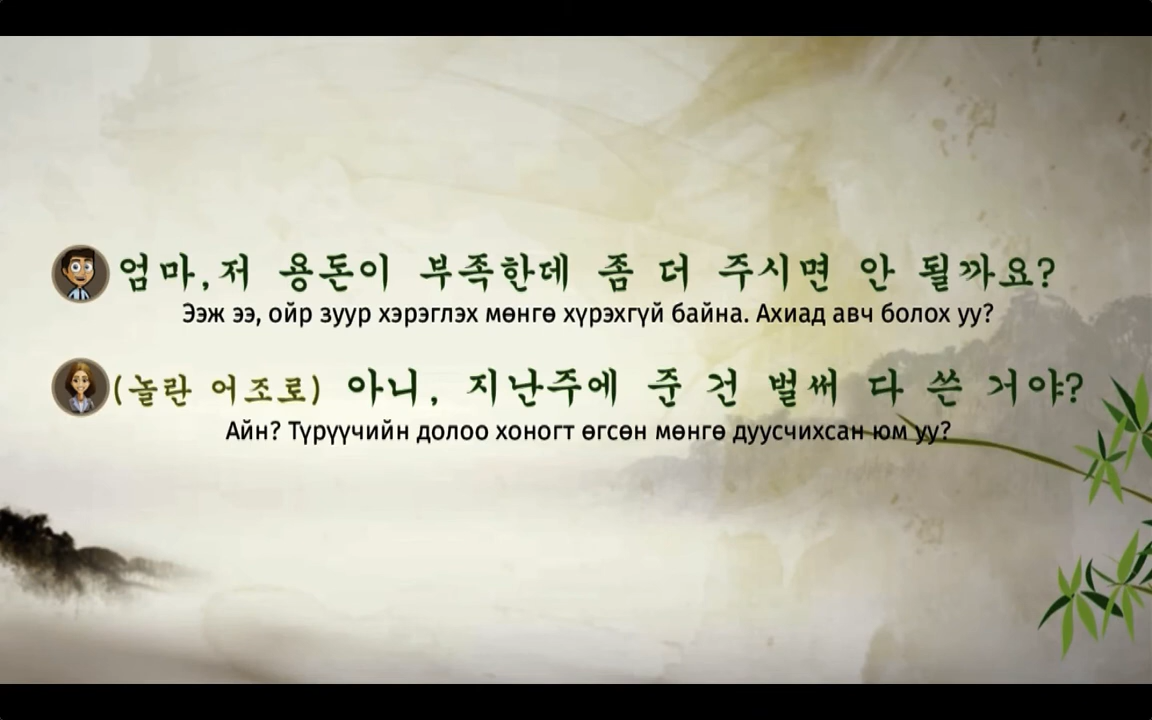 엄마, 저 용돈이 부족한데 좀 더 주시면 안 될까요?
Ээж ээ, ойр зуур хэрэглэх мөнгө хүрэхгүй байна. Ахиад авч болох уу?
(놀란 어조로) 아니, 지난주에 준 건 벌써 다 쓴 거야?
Айн? Түрүүчийн долоо хоногт өгсөн мөнгө дуусчихсан юм уу?